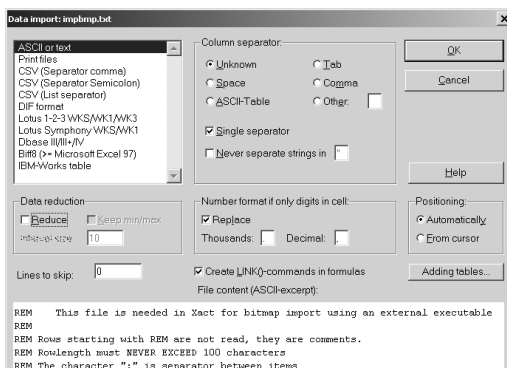 Data import: impbmp.txt
ASCII or text
Printfiles
CSV (Separator comma)
CSV (Separator Semicolon)
CSV (List separator)
DIF format
Lotus 1-2-3 WKS/WK1/WK3
Lotus Symphony WKS/WK1
Dbase III/III+/IV
Biff8 (>= Microsoft Excel 97)
IBM-Works table
Column separator:
Unknown
Tab
Space
Comma
ASCII-Table
Other:
Single separator
Never separate strings in "
OK
Cancel
Help
Data reduction
Reduce
Keep min/max
Interval size 10
Number format if only digits in cell:
Replace
Thousands: Decimal:
Positioning:
Automatically
From cursor
Lines to skip: 0
Create LINK()-commands in formulas
Adding tables...
File content (ASCII-excerpt):
REM This file is needed in Xact for bitmap import using an external executable
REM
REM Rows starting with REM are not read, they are comments.
REM Rowlength must NEVER EXCEED 100 characters
REM The character ";" is separator between items